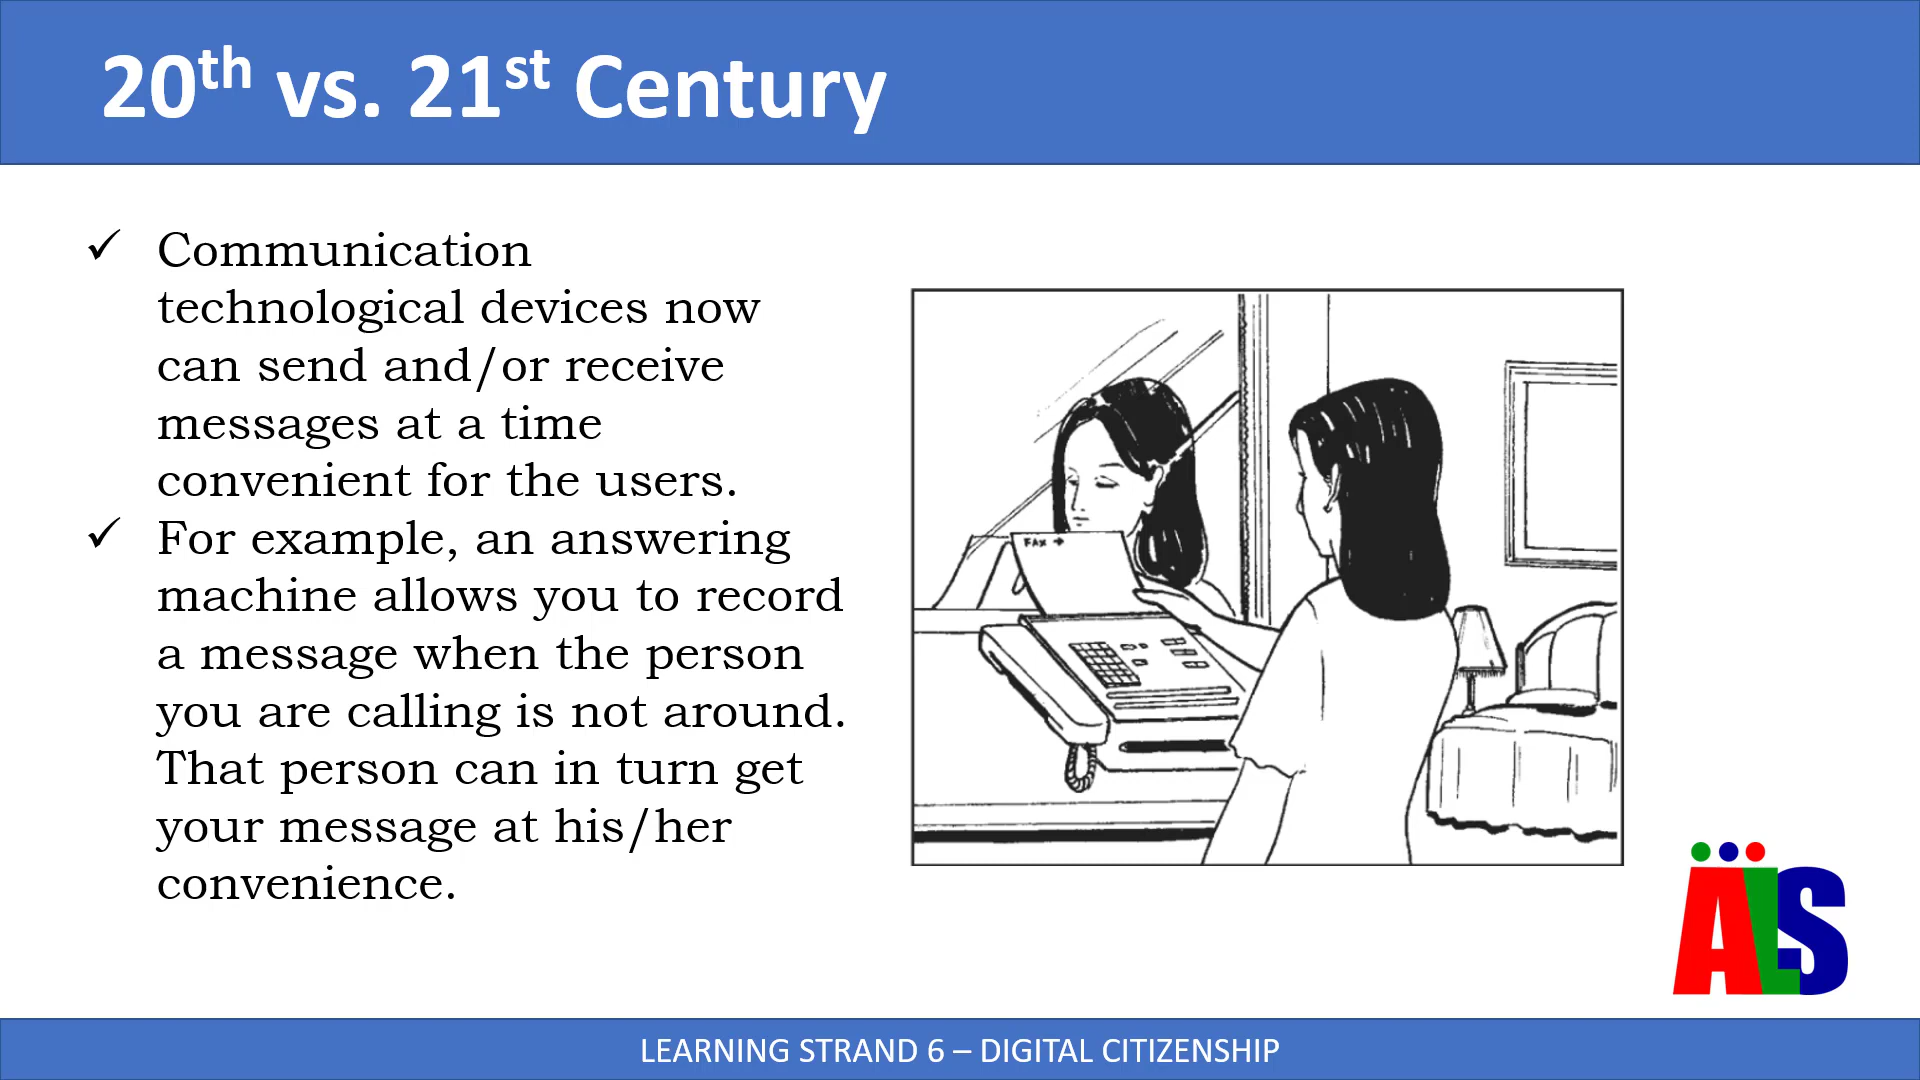 20th vs. 21st Century
✓ Communication
technological devices now
can send and/or receive
messages at a time
convenient for the users.
✓ For example, an answering
machine allows you to record
a message when the person
you are calling is not around.
That person can in turn get
your message at his/her
convenience.
FAX →
ALS
LEARNING STRAND 6 – DIGITAL CITIZENSHIP